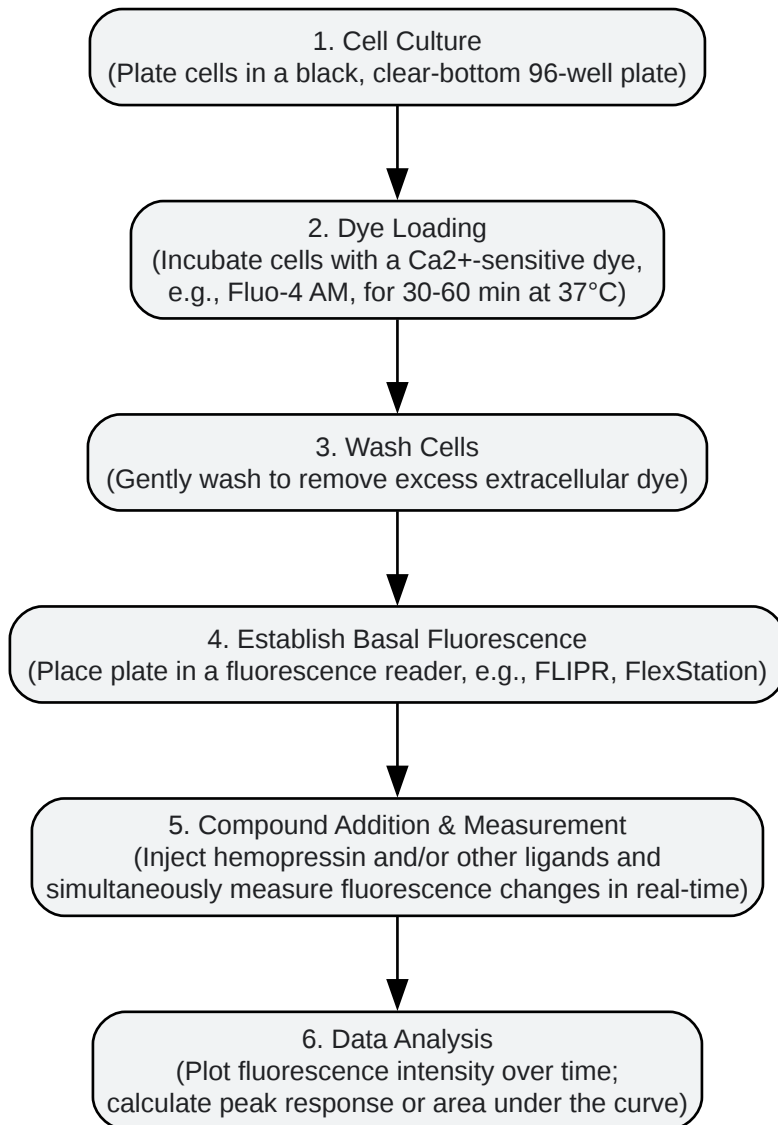 1. Cell Culture
(Plate cells in a black, clear-bottom 96-well plate)
2. Dye Loading
(Incubate cells with a Ca2+-sensitive dye,
e.g., Fluo-4 AM, for 30-60 min at 37°C)
3. Wash Cells
(Gently wash to remove excess extracellular dye)
4. Establish Basal Fluorescence
(Place plate in a fluorescence reader, e.g., FLIPR, FlexStation)
5. Compound Addition & Measurement
(Inject hemopressin and/or other ligands and
simultaneously measure fluorescence changes in real-time)
6. Data Analysis
(Plot fluorescence intensity over time;
calculate peak response or area under the curve)